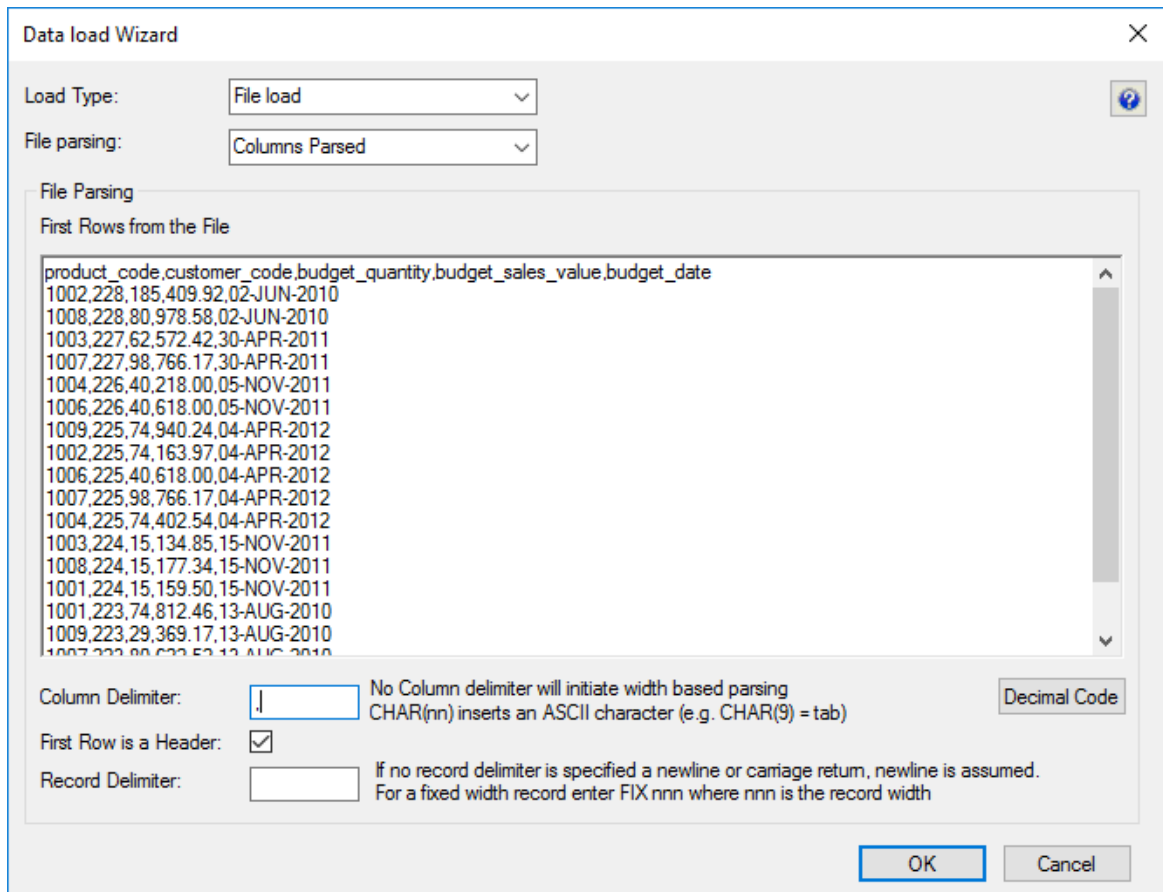 Data load Wizard
Load Type: File load
File parsing: Columns Parsed
File Parsing
First Rows from the File
product_code,customer_code,budget_quantity,budget_sales_value,budget_date
1002,228,185,409.92,02-JUN-2010
1008,228,80,978.58,02-JUN-2010
1003,227,62,572.42,30-APR-2011
1007,227,98,766.17,30-APR-2011
1004,226,40,218.00,05-NOV-2011
1006,226,40,618.00,05-NOV-2011
1009,225,74,940.24,04-APR-2012
1002,225,74,163.97,04-APR-2012
1006,225,40,618.00,04-APR-2012
1007,225,98,766.17,04-APR-2012
1004,225,74,402.54,04-APR-2012
1003,224,15,134.85,15-NOV-2011
1008,224,15,177.34,15-NOV-2011
1001,224,15,159.50,15-NOV-2011
1001,223,74,812.46,13-AUG-2010
1009,223,29,369.17,13-AUG-2010
Column Delimiter: , No Column delimiter will initiate width based parsing
CHAR(nn) inserts an ASCII character (e.g. CHAR(9) = tab)
Decimal Code
First Row is a Header:
Record Delimiter: If no record delimiter is specified a newline or carriage return, newline is assumed.
For a fixed width record enter FIX nnn where nnn is the record width
OK Cancel